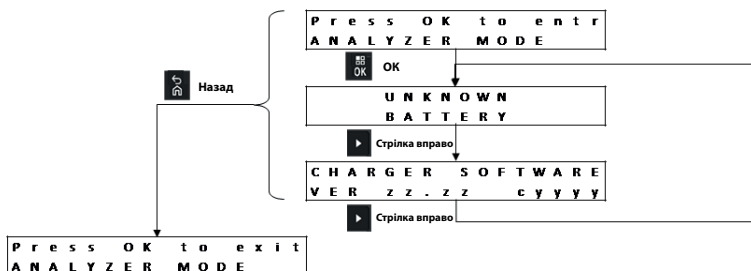 Press OK to entr
ANALYZER MODE
OK
ОК
Назад
UNKNOWN
BATTERY
Стрілка вправо
CHARGER SOFTWARE
VER zz.zz cyyyy
Стрілка вправо
Press OK to exit
ANALYZER MODE